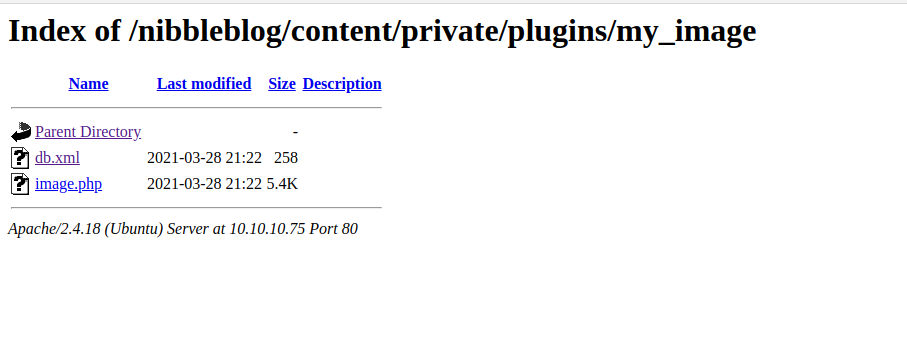 Index of /nibbleblog/content/private/plugins/my_image
Name Last modified Size Description
Parent Directory -
db.xml 2021-03-28 21:22 258
image.php 2021-03-28 21:22 5.4K
Apache/2.4.18 (Ubuntu) Server at 10.10.10.75 Port 80